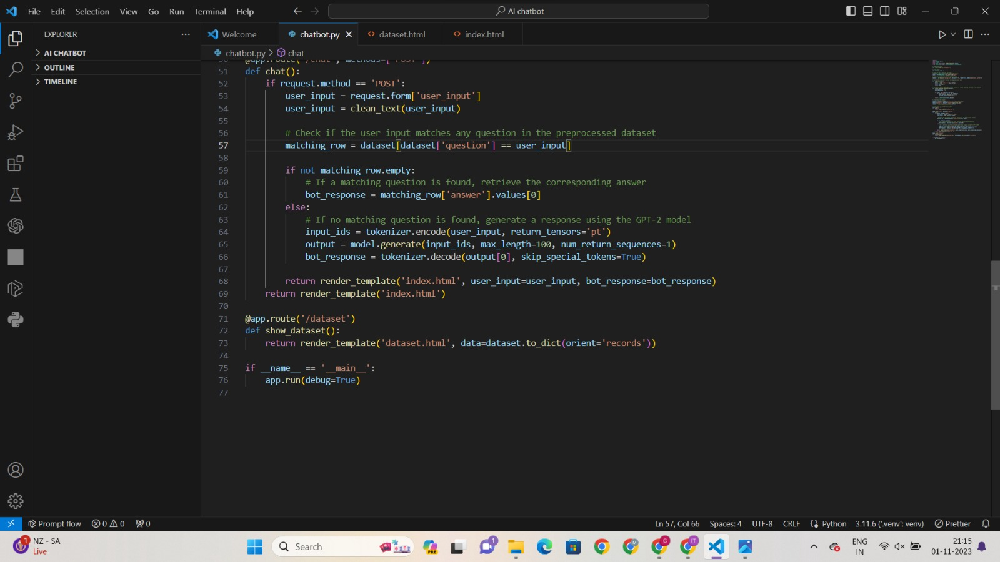 File Edit Selection View Go Run Terminal Help
AI chatbot
EXPLORER
AI CHATBOT
OUTLINE
TIMELINE
Welcome
chatbot.py
dataset.html
index.html
chatbot.py > chat
50 @app.route('/chat', methods=['POST'])
51 def chat():
52 if request.method == 'POST':
53 user_input = request.form['user_input']
54 user_input = clean_text(user_input)
55
56 # Check if the user input matches any question in the preprocessed dataset
57 matching_row = dataset[dataset['question'] == user_input]
58
59 if not matching_row.empty:
60 # If a matching question is found, retrieve the corresponding answer
61 bot_response = matching_row['answer'].values[0]
62 else:
63 # If no matching question is found, generate a response using the GPT-2 model
64 input_ids = tokenizer.encode(user_input, return_tensors='pt')
65 output = model.generate(input_ids, max_length=100, num_return_sequences=1)
66 bot_response = tokenizer.decode(output[0], skip_special_tokens=True)
67
68 return render_template('index.html', user_input=user_input, bot_response=bot_response)
69 return render_template('index.html')
70
71 @app.route('/dataset')
72 def show_dataset():
73 return render_template('dataset.html', data=dataset.to_dict(orient='records'))
74
75 if __name__ == '__main__':
76 app.run(debug=True)
77
Prompt flow 0 0 0
Ln 57, Col 66 Spaces: 4 UTF-8 CRLF Python 3.11.6 ('.venv': venv) Prettier
1 NZ - SA
Live
Search
PRE
1
G
IT
ENG
IN
21:15
01-11-2023